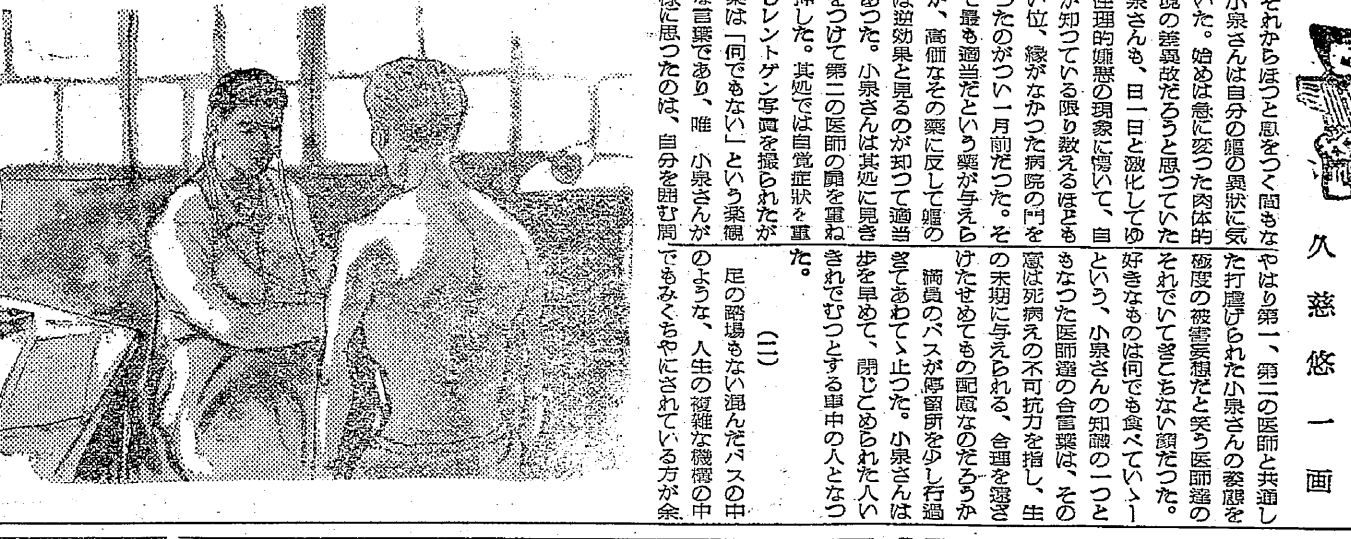 久慈悠一画
それからほつと息をつく間もな
小泉さんは自分の軀の異状に気
いた。始めは急に変つた肉体的
境の差異故だろうと思つていた
泉さんも、日一日と激化してゆ
生理的嫌悪の現象に愕いて、自
が知つている限り数えるほども
い位、縁がなかつた病院の門を
つたのがつい一月前だつた。そ
て最も適当だという薬が与えら
が、高価なその薬に反して軀の
は逆効果と見るのが却つて適当
あつた。小泉さんは其処に見き
をつけて第二の医師の扉を重ね
押した。其処では自覚症状を重
レントゲン写真を撮られたが
葉は「何でもない」という楽観
な言葉であり、唯　小泉さんが
様に思つたのは、自分を囲む周
やはり第一、第二の医師と共通し
た打虐げられた小泉さんの姿態を
極度の被害妄想だと笑う医師達の
それでいてぎこちない顔だつた。
好きなものは何でも食べていゝー
という、小泉さんの知識の一つと
もなつた医師達の合言葉は、その
意は死病えの不可抗力を指し、生
の末期に与えられる、合理を遠ざ
けたせめてもの配慮なのだろうか
満員のバスが停留所を少し行過
ぎてあわてゝ止つた。小泉さんは
歩を早めて、閉じこめられた人い
きれでむつとする車中の人となつ
た。
(二)
足の踏場もない混んだバスの中
のような、人生の複雑な機構の中
でもみくちやにされている方が余